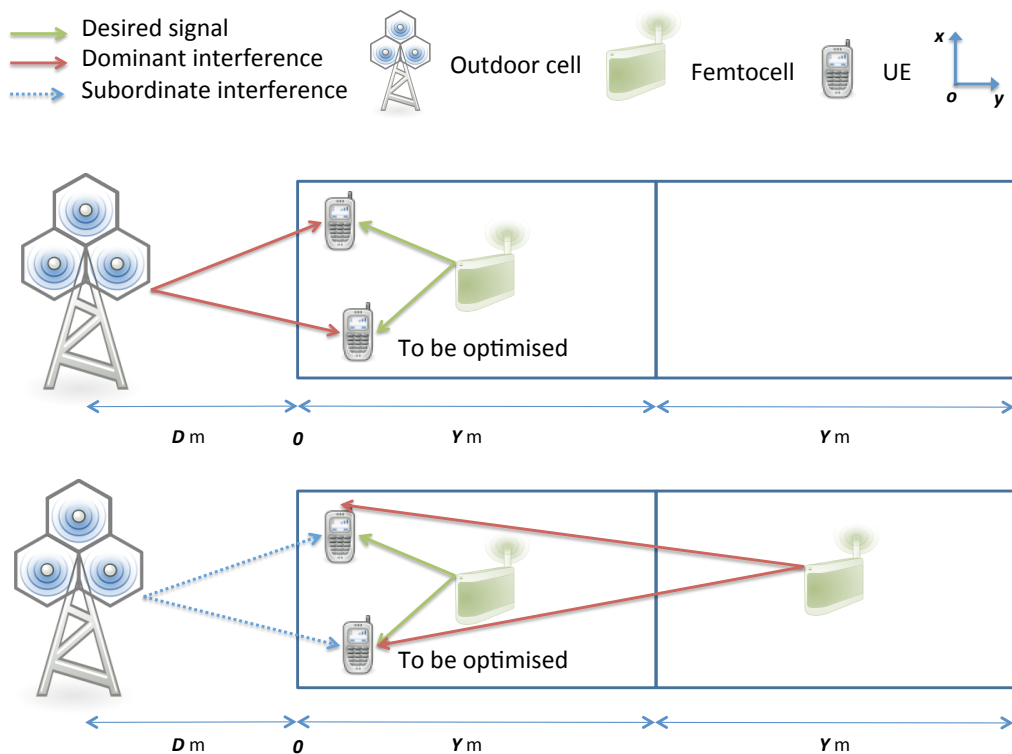 Desired signal
Dominant interference
Subordinate interference
Outdoor cell
Femtocell
UE
x
o
y
To be optimised
D m
0
Y m
Y m
To be optimised
D m
0
Y m
Y m